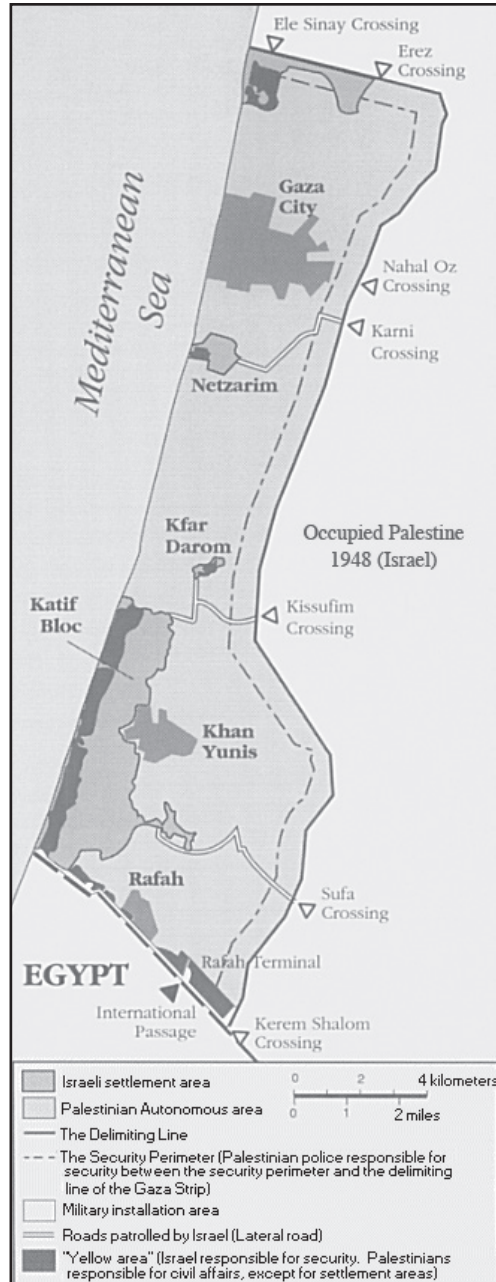 Ele Sinay Crossing
Erez
Crossing
Mediterranean
Sea
Gaza
City
Nahal Oz
Crossing
Karni
Crossing
Netzarim
Kfar
Darom
Occupied Palestine
1948 (Israel)
Katif
Bloc
Kissufim
Crossing
Khan
Yunis
Rafah
Sufa
Crossing
Rafah Terminal
EGYPT
International
Passage
Kerem Shalom
Crossing
Israeli settlement area
0 2 4 kilometers
Palestinian Autonomous area
0 1 2 miles
The Delimiting Line
The Security Perimeter (Palestinian police responsible for
security between the security perimeter and the delimiting
line of the Gaza Strip)
Military installation area
Roads patrolled by Israel (Lateral road)
"Yellow area" (Israel responsible for security. Palestinians
responsible for civil affairs, except for settlement areas)